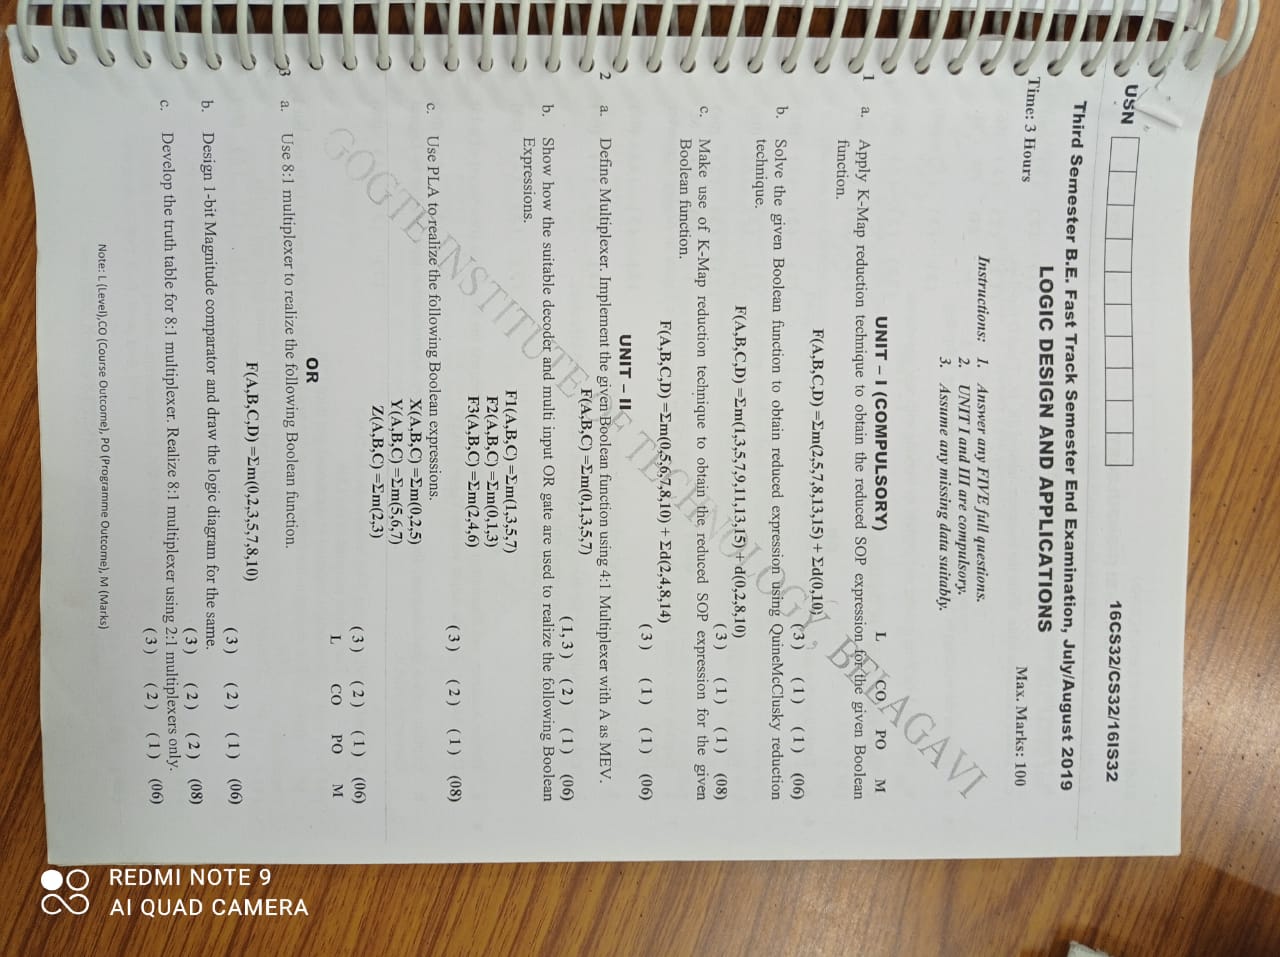 USN
16CS32/CS32/16IS32
Third Semester B.E. Fast Track Semester End Examination, July/August 2019
LOGIC DESIGN AND APPLICATIONS
Time: 3 Hours Max. Marks: 100
Instructions: 1. Answer any FIVE full questions.
2. UNIT I and III are compulsory.
3. Assume any missing data suitably.
UNIT – I (COMPULSORY) L CO PO M
1 a. Apply K-Map reduction technique to obtain the reduced SOP expression for the given Boolean
function.
F(A,B,C,D) =Σm(2,5,7,8,13,15) + Σd(0,10) (3) (1) (1) (06)
b. Solve the given Boolean function to obtain reduced expression using QuineMcClusky reduction
technique.
F(A,B,C,D) =Σm(1,3,5,7,9,11,13,15) + d(0,2,8,10)
(3) (1) (1) (08)
c. Make use of K-Map reduction technique to obtain the reduced SOP expression for the given
Boolean function.
F(A,B,C,D) =Σm(0,5,6,7,8,10) + Σd(2,4,8,14)
(3) (1) (1) (06)
UNIT – II
2 a. Define Multiplexer. Implement the given Boolean function using 4:1 Multiplexer with A as MEV.
F(A,B,C) =Σm(0,1,3,5,7)
(1,3) (2) (1) (06)
b. Show how the suitable decoder and multi input OR gate are used to realize the following Boolean
Expressions.
F1(A,B,C) =Σm(1,3,5,7)
F2(A,B,C) =Σm(0,1,3)
F3(A,B,C) =Σm(2,4,6)
(3) (2) (1) (08)
c. Use PLA to realize the following Boolean expressions.
X(A,B,C) =Σm(0,2,5)
Y(A,B,C) =Σm(5,6,7)
Z(A,B,C) =Σm(2,3)
(3) (2) (1) (06)
L CO PO M
OR
3 a. Use 8:1 multiplexer to realize the following Boolean function.
F(A,B,C,D) =Σm(0,2,3,5,7,8,10)
(3) (2) (1) (06)
b. Design 1-bit Magnitude comparator and draw the logic diagram for the same.
(3) (2) (2) (08)
c. Develop the truth table for 8:1 multiplexer. Realize 8:1 multiplexer using 2:1 multiplexers only.
(3) (2) (1) (06)
Note: L (Level),CO (Course Outcome), PO (Programme Outcome), M (Marks)
GOGTE INSTITUTE OF TECHNOLOGY, BELAGAVI
REDMI NOTE 9
AI QUAD CAMERA